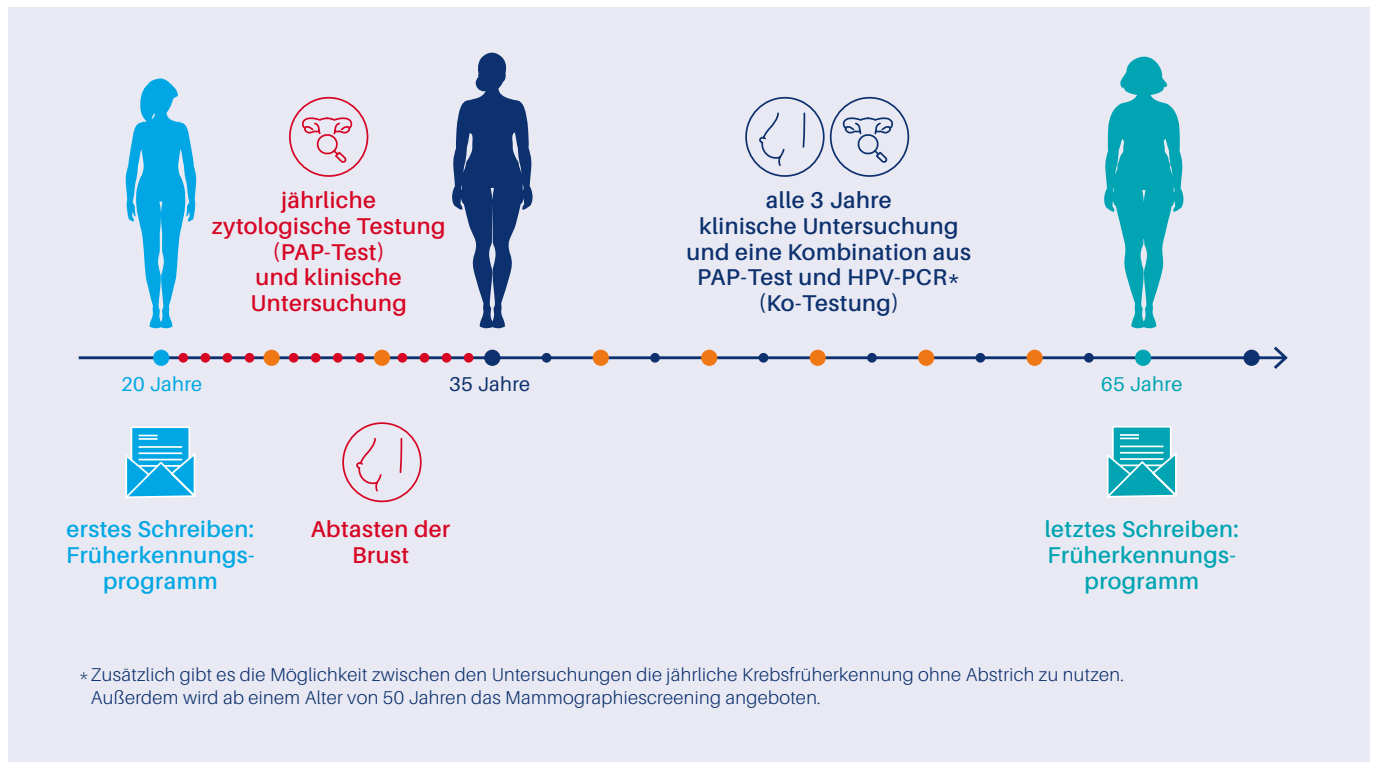 jährliche
zytologische Testung
(PAP-Test)
und klinische
Untersuchung
alle 3 Jahre
klinische Untersuchung
und eine Kombination aus
PAP-Test und HPV-PCR*
(Ko-Testung)
20 Jahre
35 Jahre
65 Jahre
erstes Schreiben:
Früherkennungs-
programm
Abtasten der
Brust
letztes Schreiben:
Früherkennungs-
programm
* Zusätzlich gibt es die Möglichkeit zwischen den Untersuchungen die jährliche Krebsfrüherkennung ohne Abstrich zu nutzen.
Außerdem wird ab einem Alter von 50 Jahren das Mammographiescreening angeboten.